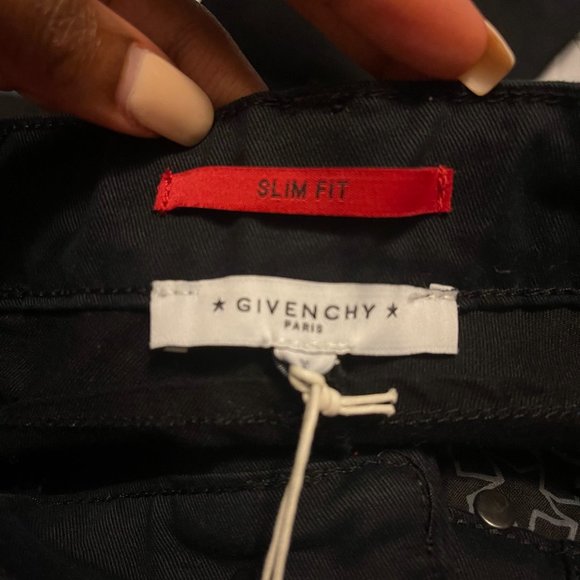 SLIM FIT
★ GIVENCHY ★
PARIS